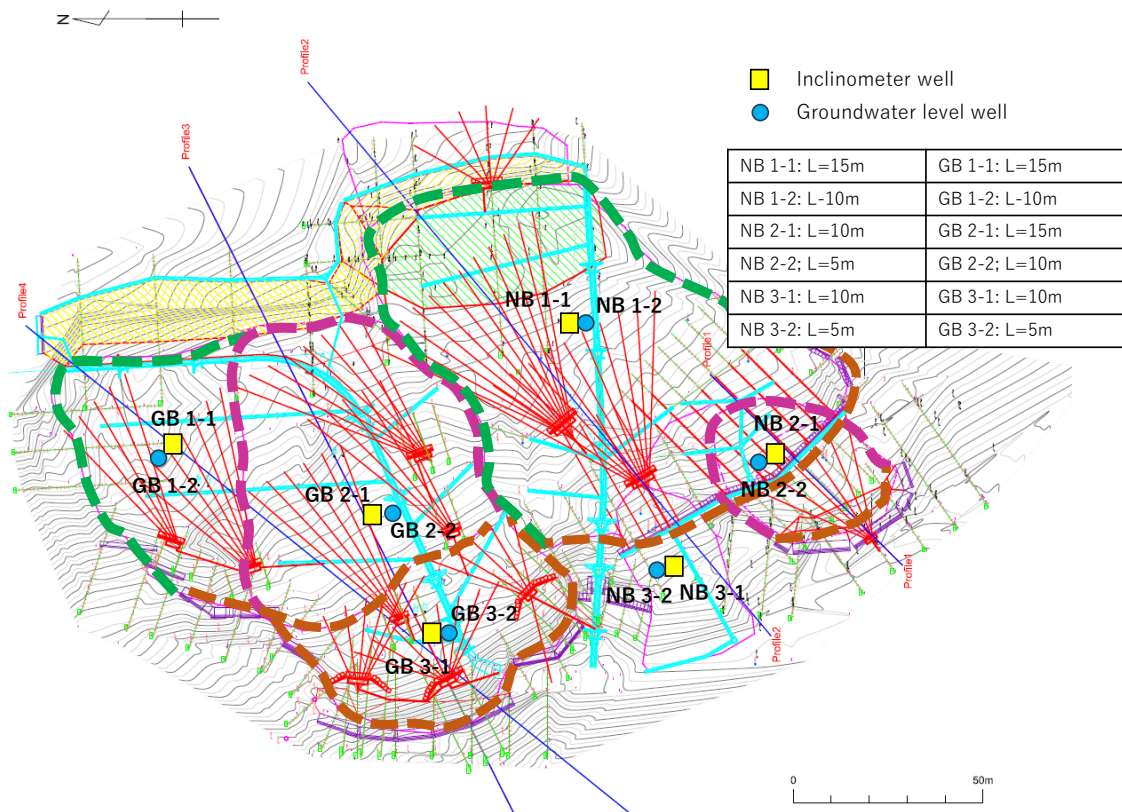 N
Profile2
Profile3
Profile4
Inclinometer well
Groundwater level well
NB 1-1: L=15m GB 1-1: L=15m
NB 1-2: L-10m GB 1-2: L-10m
NB 2-1: L=10m GB 2-1: L=15m
NB 2-2; L=5m GB 2-2; L=10m
NB 3-1: L=10m GB 3-1: L=10m
NB 3-2: L=5m GB 3-2: L=5m
NB 1-1
NB 1-2
Profile1
GB 1-1
GB 1-2
NB 2-1
NB 2-2
GB 2-1
GB 2-2
NB 3-2
NB 3-1
Profile1
GB 3-2
GB 3-1
Profile2
0 50m